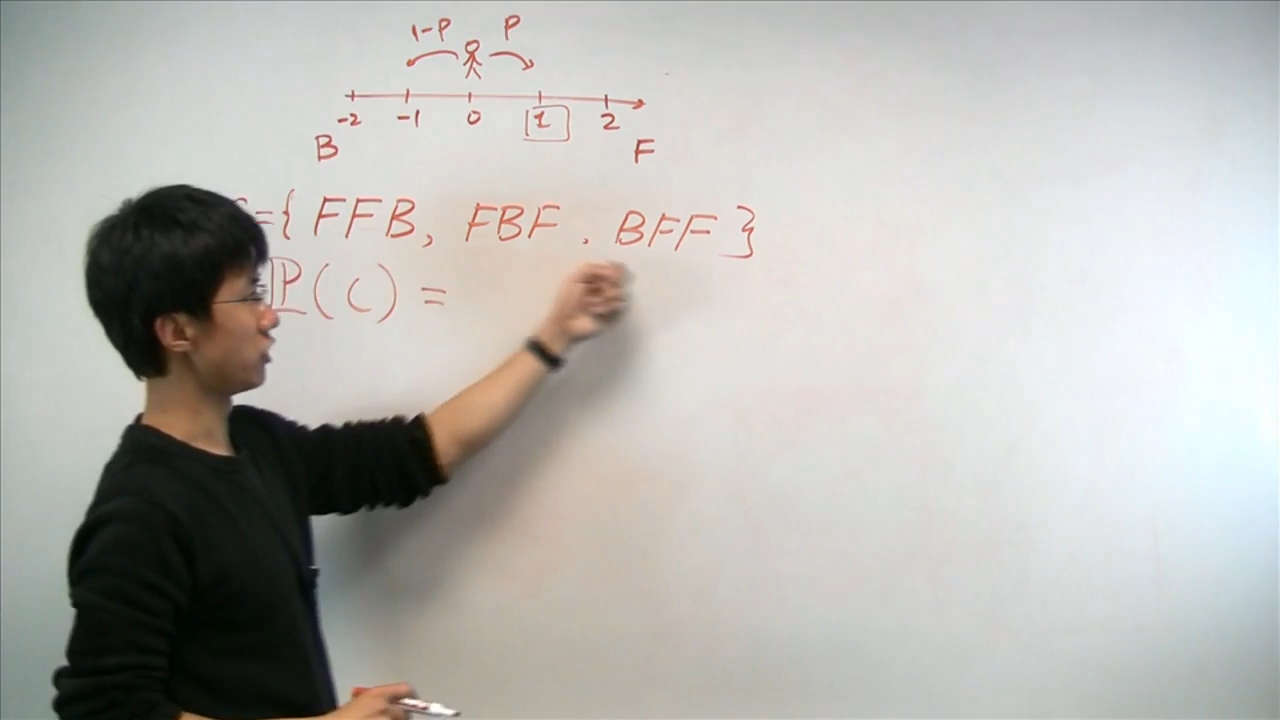 1-P P
-2 -1 0 1 2
B F
C={ FFB, FBF, BFF }
P(C) =